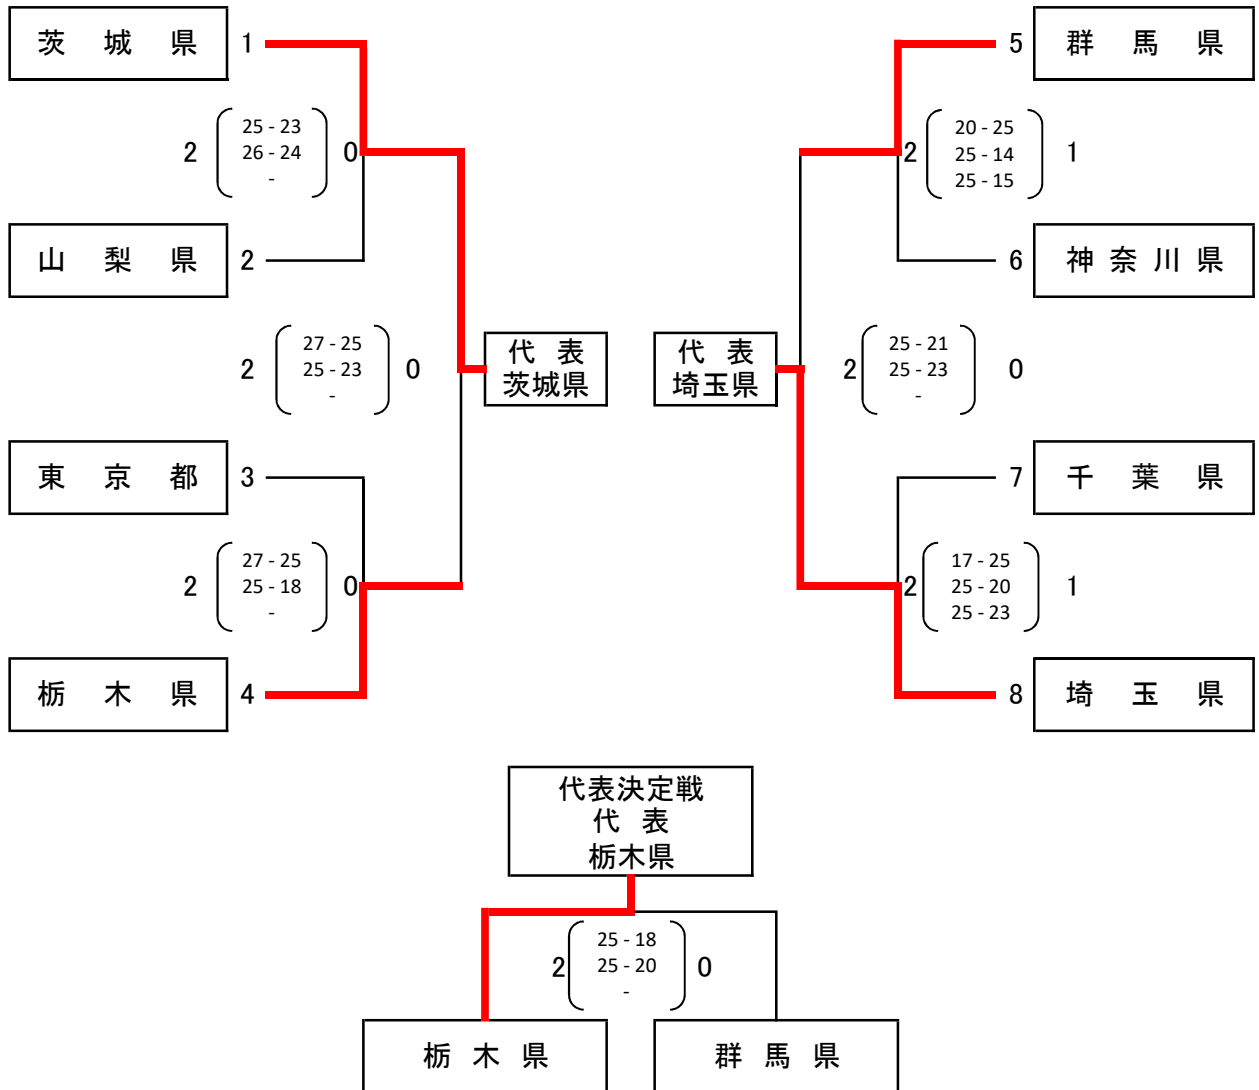 茨城県 1
2 25 - 23 0
26 - 24
-
山梨県 2
2 27 - 25 0
25 - 23
-
代表
茨城県
東京都 3
2 27 - 25 0
25 - 18
-
栃木県 4
5 群馬県
2 20 - 25 1
25 - 14
25 - 15
6 神奈川県
代表
埼玉県
2 25 - 21 0
25 - 23
-
7 千葉県
2 17 - 25 1
25 - 20
25 - 23
8 埼玉県
代表決定戦
代表
栃木県
2 25 - 18 0
25 - 20
-
栃木県
群馬県